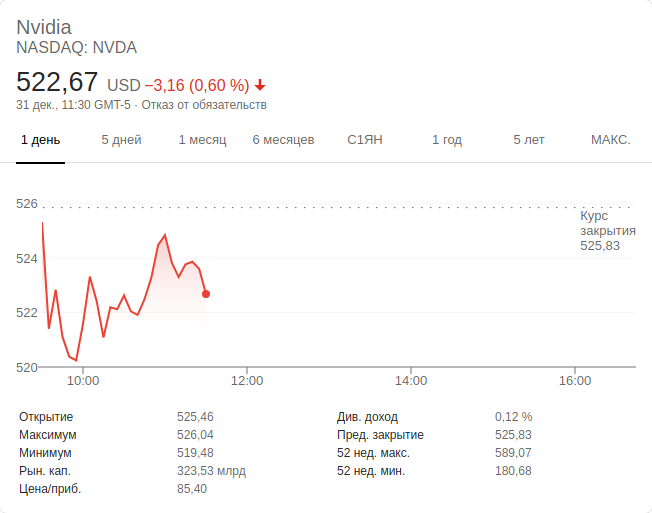 Nvidia
NASDAQ: NVDA
522,67 USD −3,16 (0,60 %)
31 дек., 11:30 GMT-5 · Отказ от обязательств
1 день 5 дней 1 месяц 6 месяцев С1ЯН 1 год 5 лет МАКС.
526
Курс
закрытия
525,83
524
522
520
10:00 12:00 14:00 16:00
Открытие 525,46 Див. доход 0,12 %
Максимум 526,04 Пред. закрытие 525,83
Минимум 519,48 52 нед. макс. 589,07
Рын. кап. 323,53 млрд 52 нед. мин. 180,68
Цена/приб. 85,40